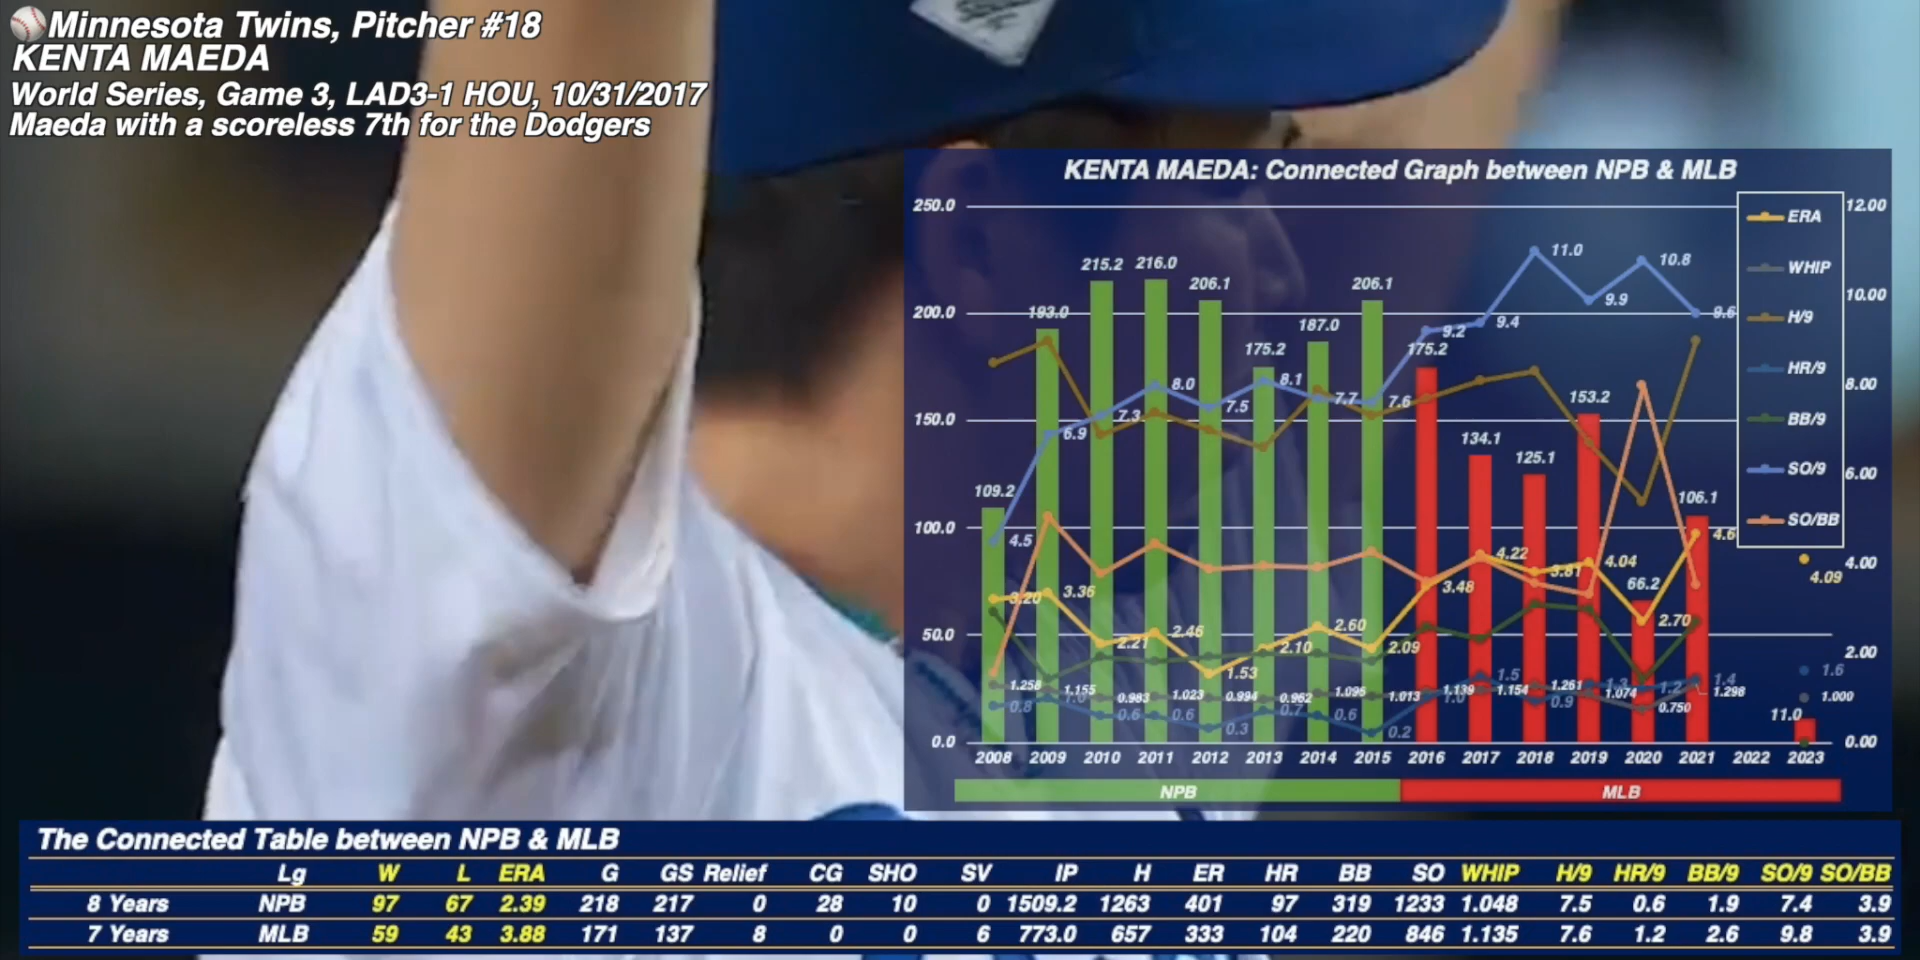 Minnesota Twins, Pitcher #18
KENTA MAEDA
World Series, Game 3, LAD3-1 HOU, 10/31/2017
Maeda with a scoreless 7th for the Dodgers
KENTA MAEDA: Connected Graph between NPB & MLB
250.0
200.0
150.0
100.0
50.0
0.0
12.00
10.00
8.00
6.00
4.00
2.00
0.00
ERA
WHIP
H/9
HR/9
BB/9
SO/9
SO/BB
109.2 193.0 215.2 216.0 206.1 175.2 187.0 206.1 175.2 134.1 125.1 153.2 66.2 106.1 11.0
4.5 6.9 7.3 8.0 7.5 8.1 7.7 7.6 9.2 9.4 11.0 9.9 10.8 9.6
3.20 3.36 2.21 2.46 1.53 2.10 2.60 2.09 3.48 4.22 3.81 4.04 2.70 4.6 4.09
1.258 1.155 0.983 1.023 0.994 0.962 1.095 1.013 1.139 1.154 1.261 1.074 0.750 1.298 1.000
0.8 1.0 0.6 0.6 0.3 0.7 0.6 0.2 1.0 1.5 0.9 1.3 1.2 1.4 1.6
2008 2009 2010 2011 2012 2013 2014 2015 2016 2017 2018 2019 2020 2021 2022 2023
NPB MLB
The Connected Table between NPB & MLB
Lg W L ERA G GS Relief CG SHO SV IP H ER HR BB SO WHIP H/9 HR/9 BB/9 SO/9 SO/BB
8 Years NPB 97 67 2.39 218 217 0 28 10 0 1509.2 1263 401 97 319 1233 1.048 7.5 0.6 1.9 7.4 3.9
7 Years MLB 59 43 3.88 171 137 8 0 0 6 773.0 657 333 104 220 846 1.135 7.6 1.2 2.6 9.8 3.9